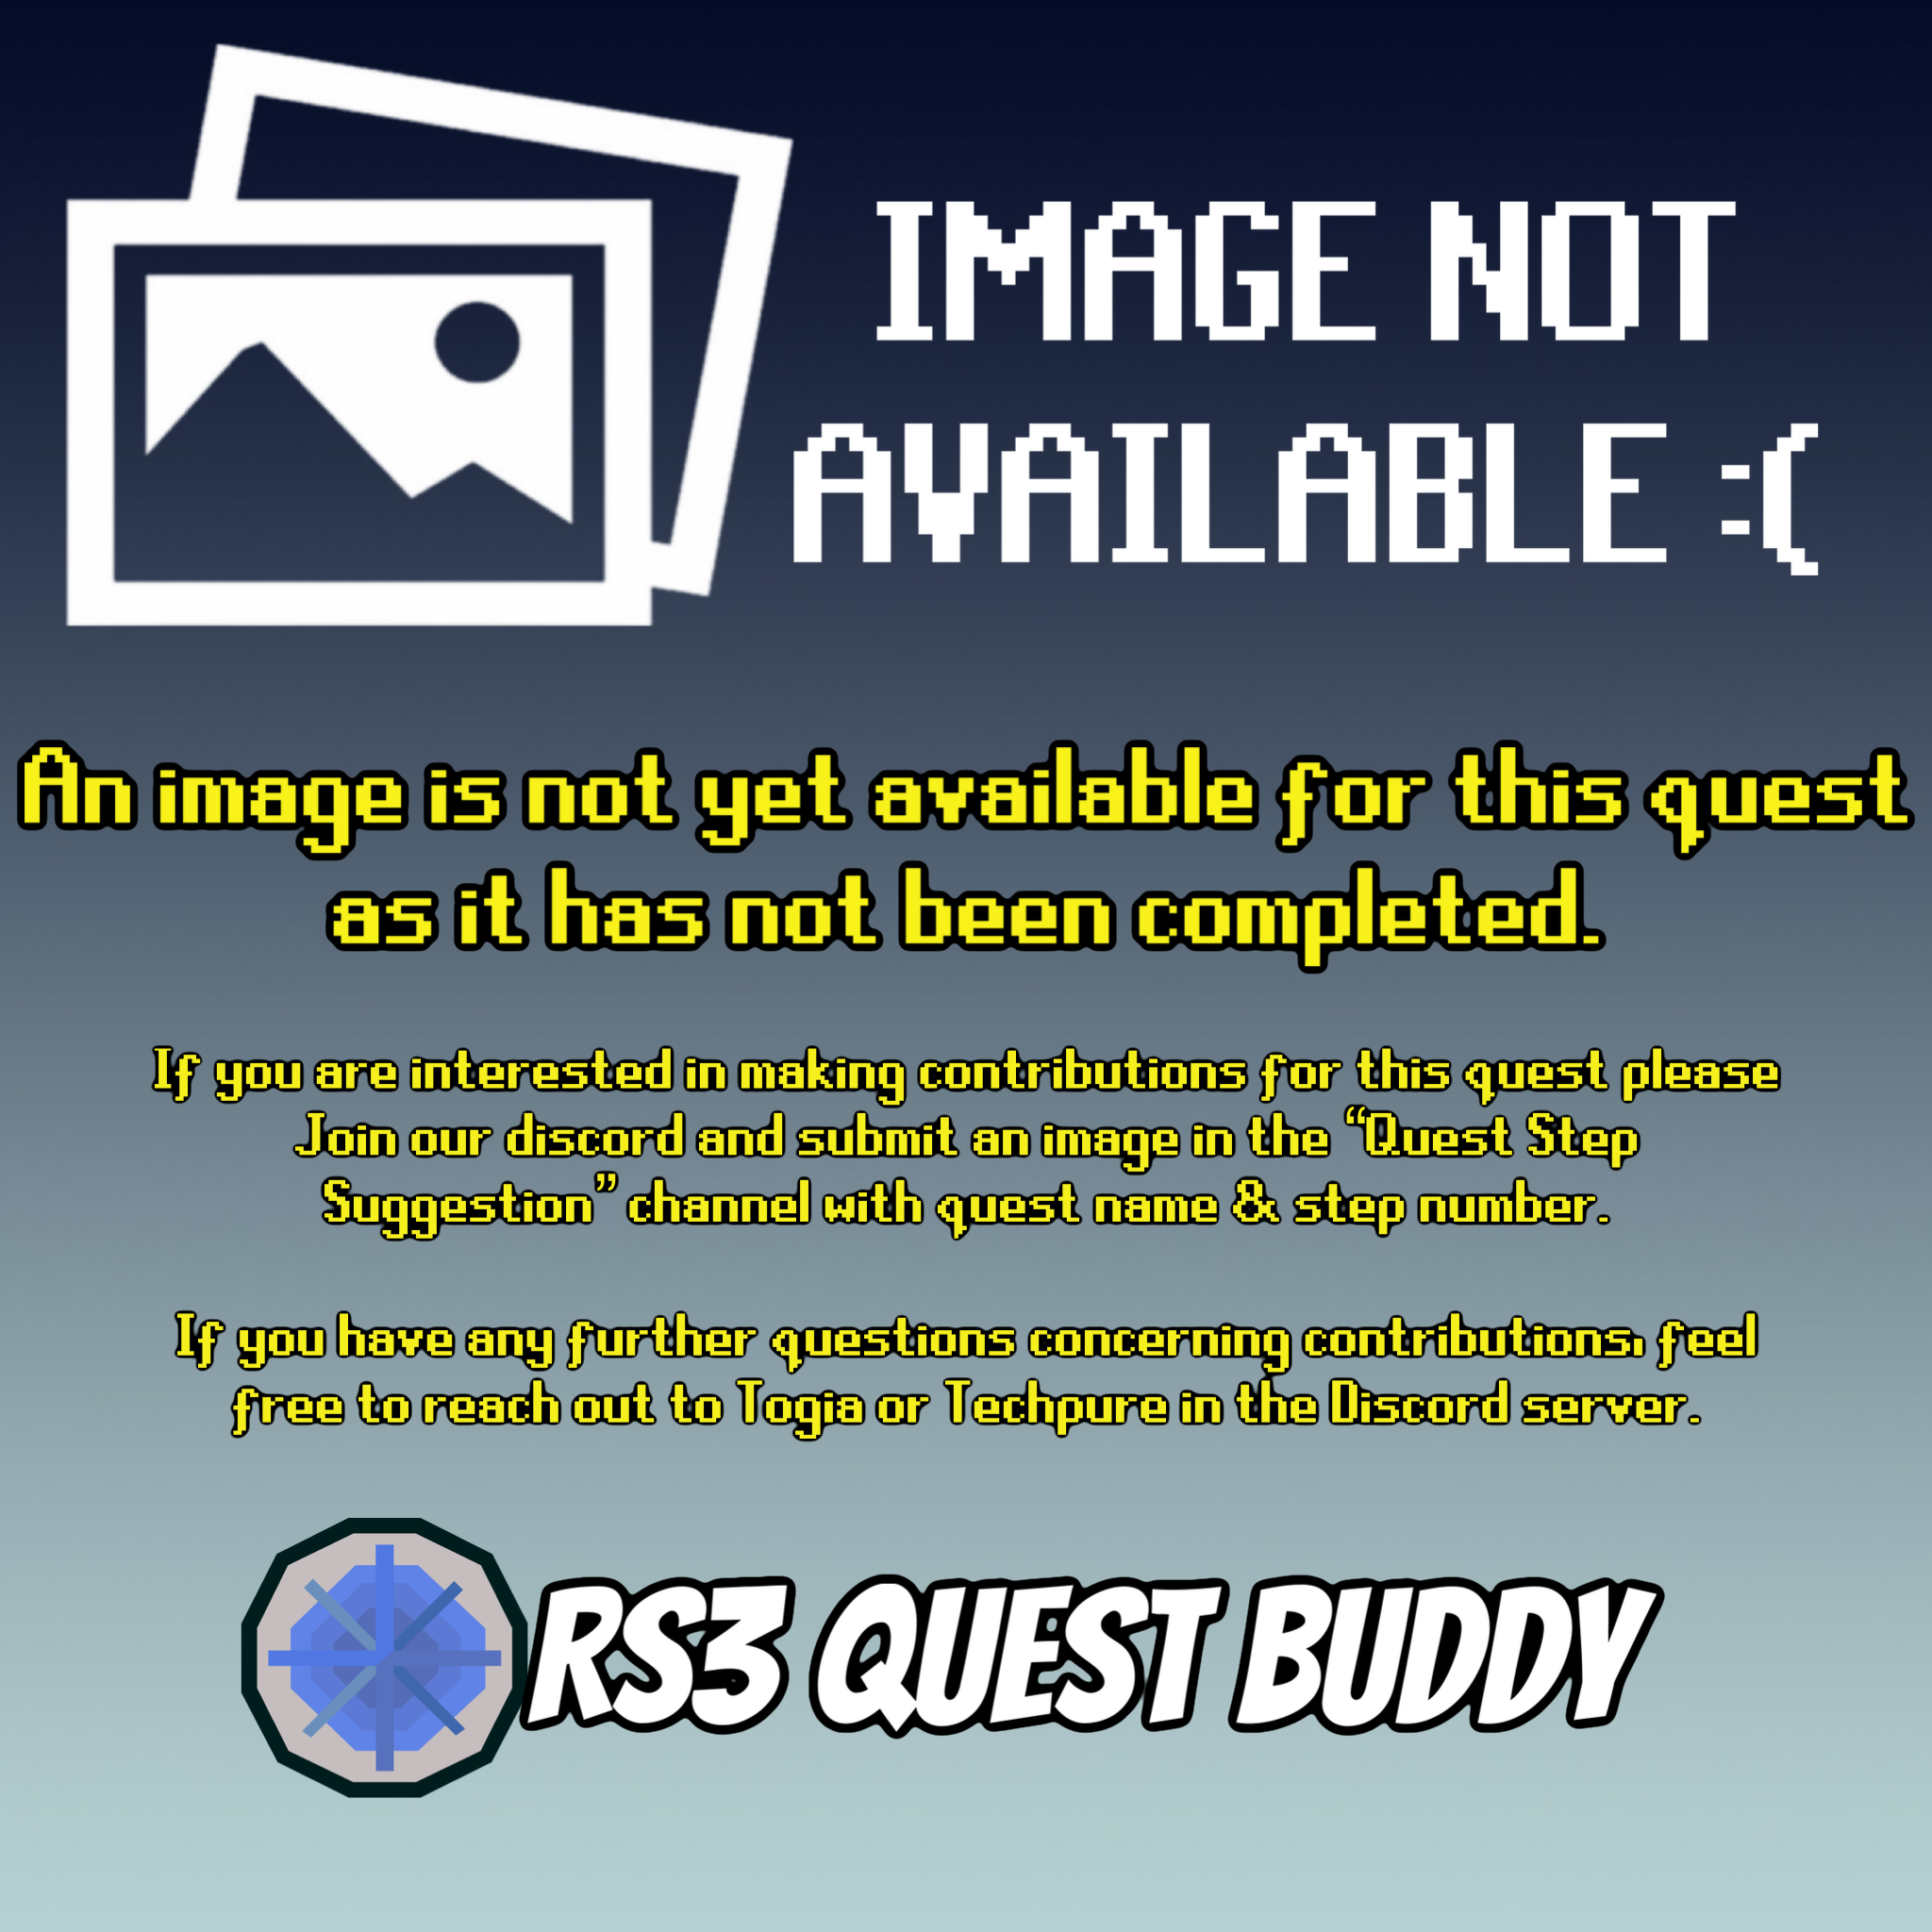 IMAGE NOT
AVAILABLE :(
An image is not yet available for this quest
as it has not been completed.
If you are interested in making contributions for this quest please
Join our discord and submit an image in the “Quest Step
Suggestion” channel with quest name & step number.
If you have any further questions concerning contributions, feel
free to reach out to Togia or Techpure in the Discord server.
RS3 QUEST BUDDY